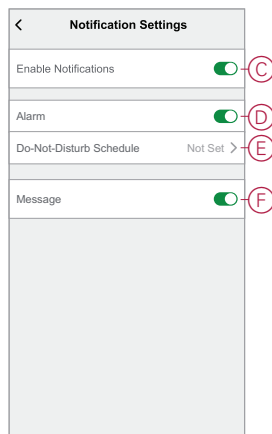 Notification Settings
Enable Notifications C
Alarm D
Do-Not-Disturb Schedule Not Set E
Message F